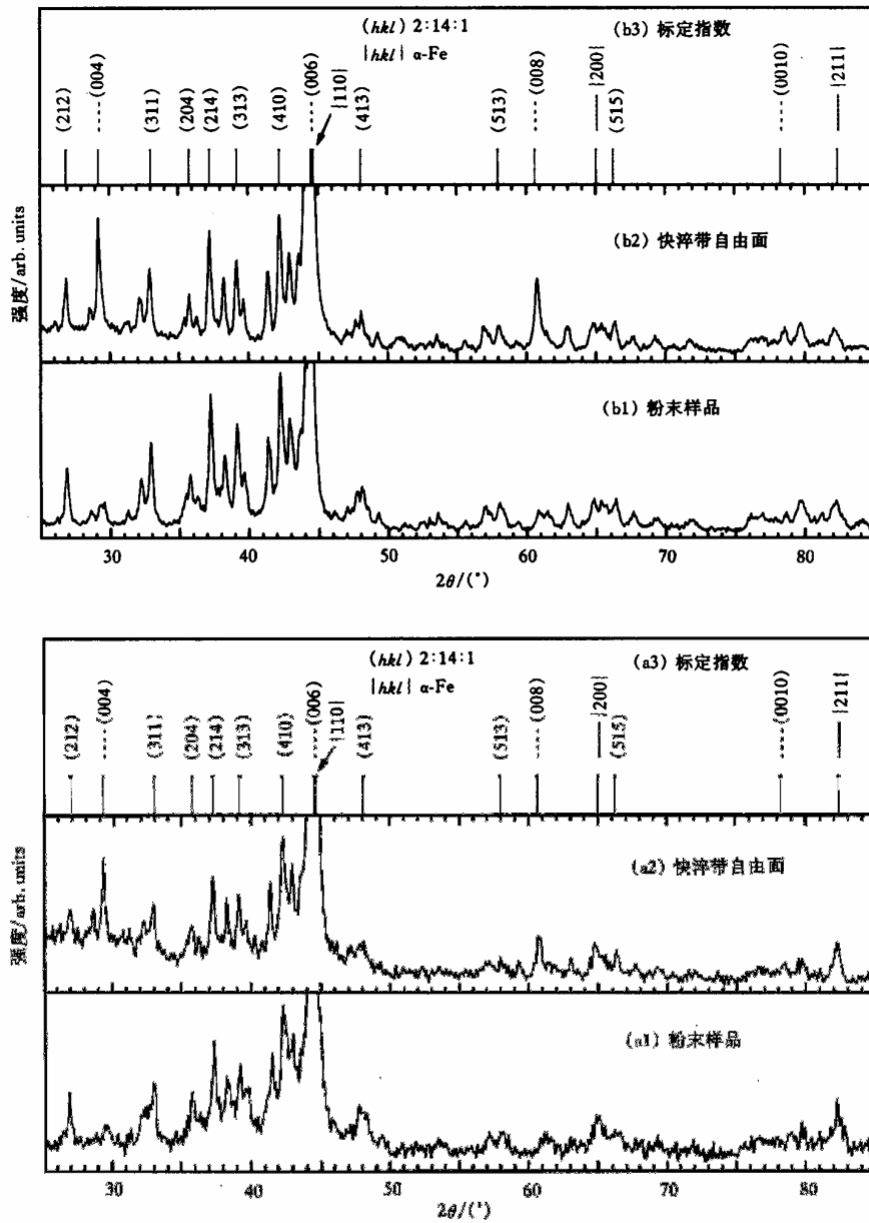 (hkl) 2:14:1
(b3) 标定指数
|hkl| α-Fe
(212)
----(004)
(311)
(204)
(214)
(313)
(410)
----(006)
|110|
(413)
(513)
----(008)
|200|
(515)
----(0010)
|211|
(b2) 快淬带自由面
(b1) 粉末样品
强度/arb. units
30 40 50 60 70 80
2θ/(°)
(hkl) 2:14:1
(a3) 标定指数
|hkl| α-Fe
(212)
----(004)
(311)
(204)
(214)
(313)
(410)
----(006)
|110|
(413)
(513)
----(008)
|200|
(515)
----(0010)
|211|
(a2) 快淬带自由面
(a1) 粉末样品
强度/arb. units
30 40 50 60 70 80
2θ/(°)